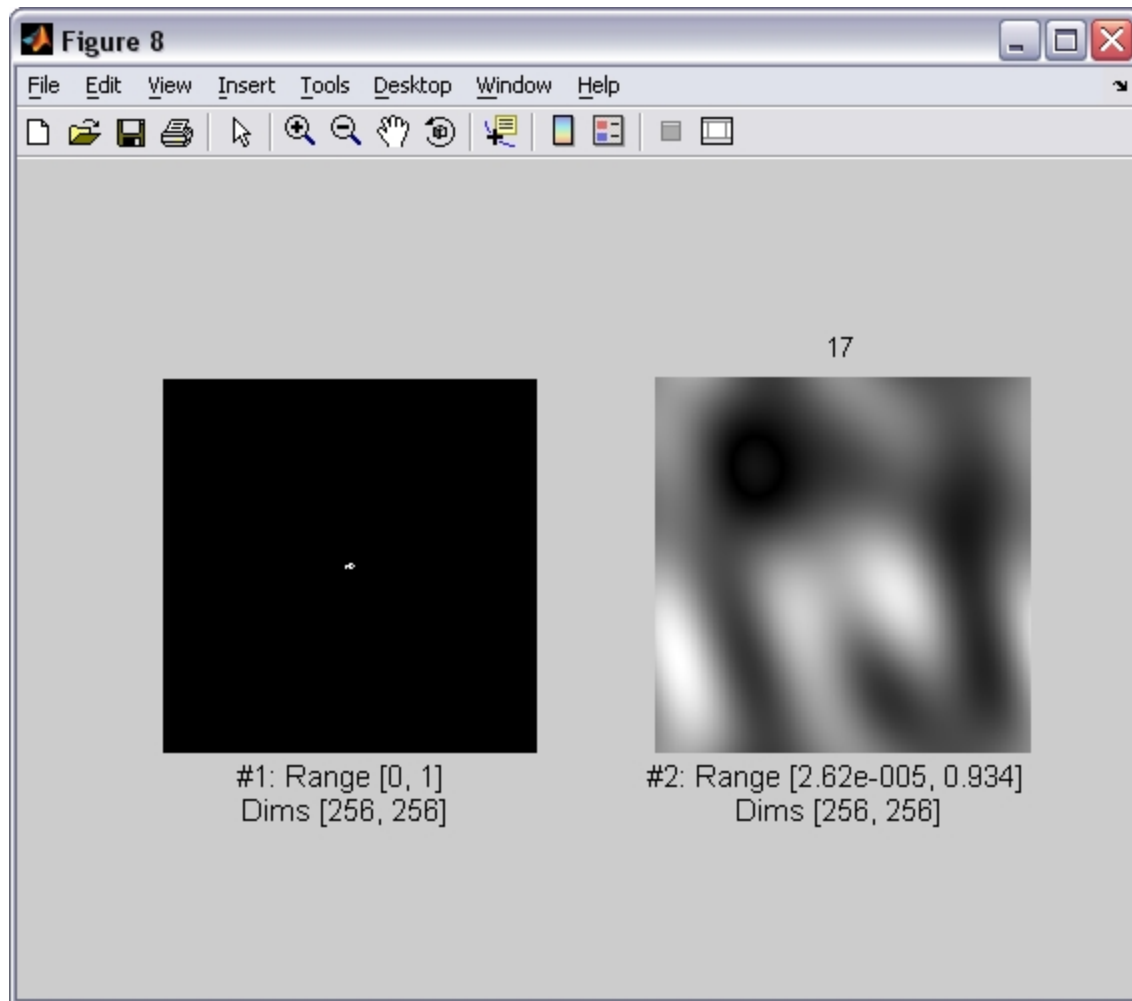 Figure 8
File Edit View Insert Tools Desktop Window Help
17
#1: Range [0, 1]
Dims [256, 256]
#2: Range [2.62e-005, 0.934]
Dims [256, 256]